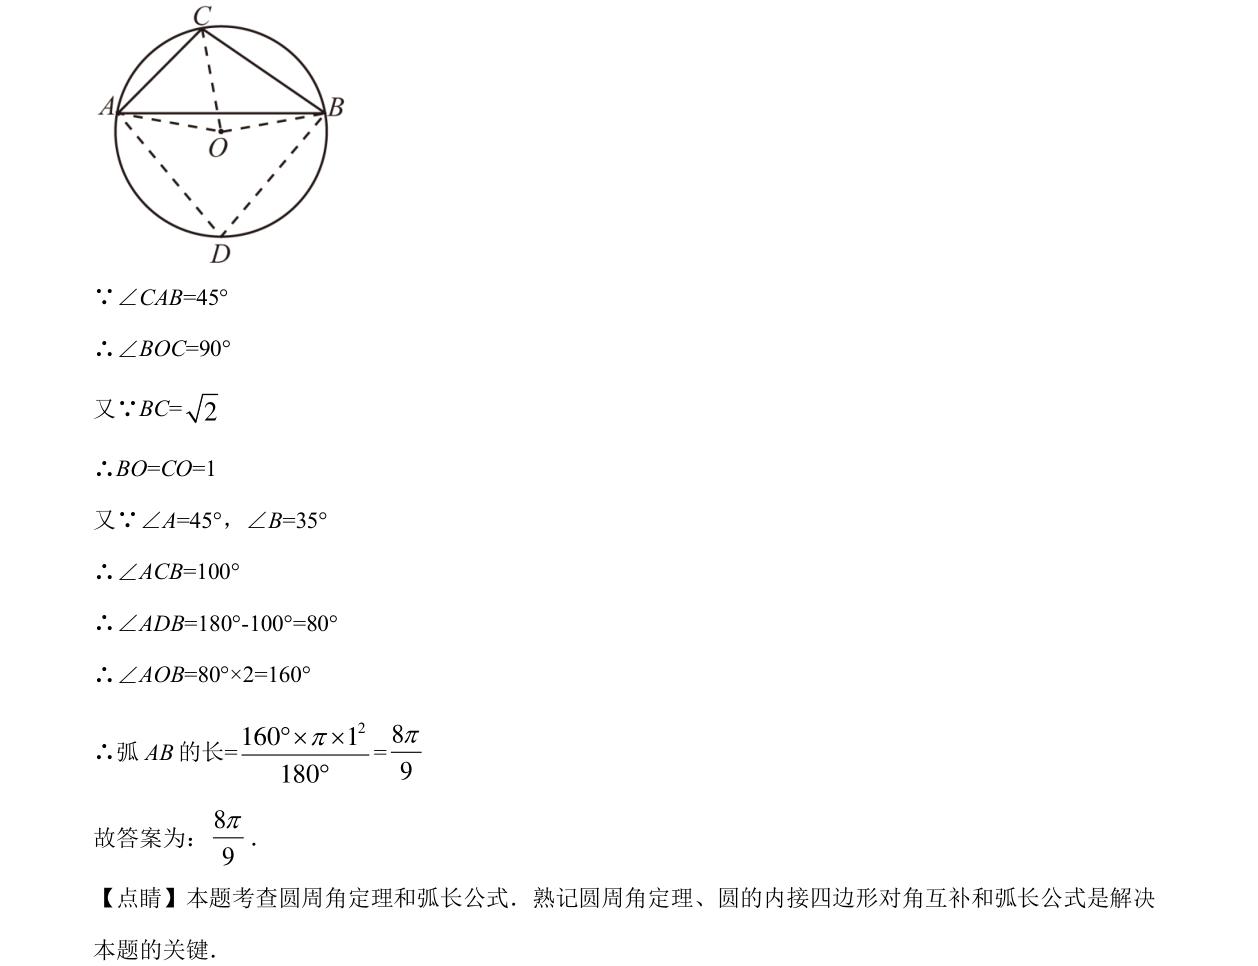 C
A
B
O
D
∵∠CAB=45°
∴∠BOC=90°
又∵BC=√2
∴BO=CO=1
又∵∠A=45°，∠B=35°
∴∠ACB=100°
∴∠ADB=180°-100°=80°
∴∠AOB=80°×2=160°
∴弧 AB 的长=160°×π×1²/180°=8π/9
故答案为：8π/9．
【点睛】本题考查圆周角定理和弧长公式．熟记圆周角定理、圆的内接四边形对角互补和弧长公式是解决
本题的关键．